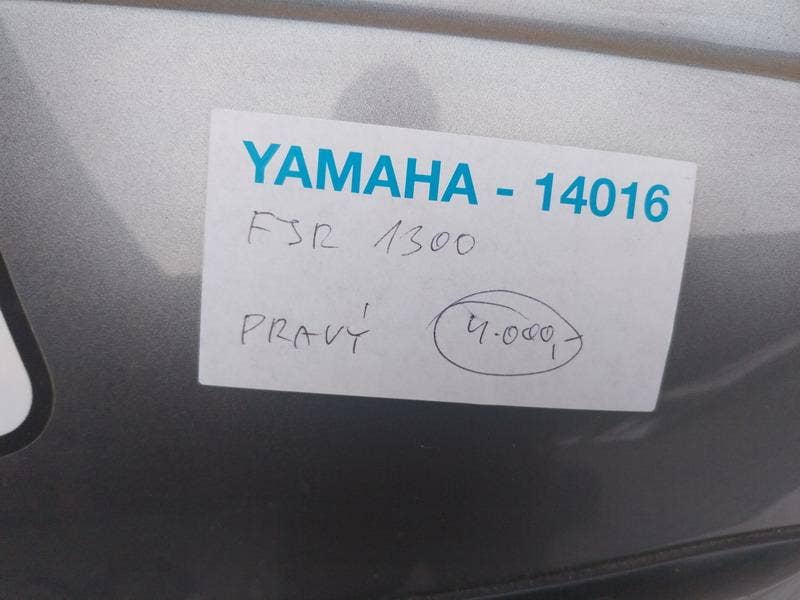 YAMAHA - 14016
FJR 1300
PRAVÝ 4.000,-